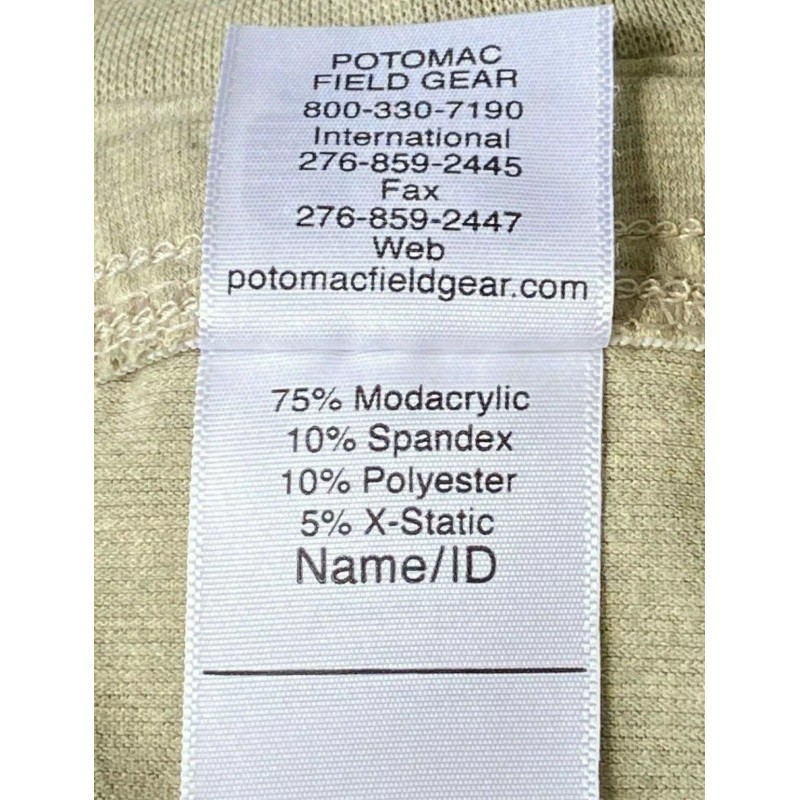 POTOMAC
FIELD GEAR
800-330-7190
International
276-859-2445
Fax
276-859-2447
Web
potomacfieldgear.com
75% Modacrylic
10% Spandex
10% Polyester
5% X-Static
Name/ID